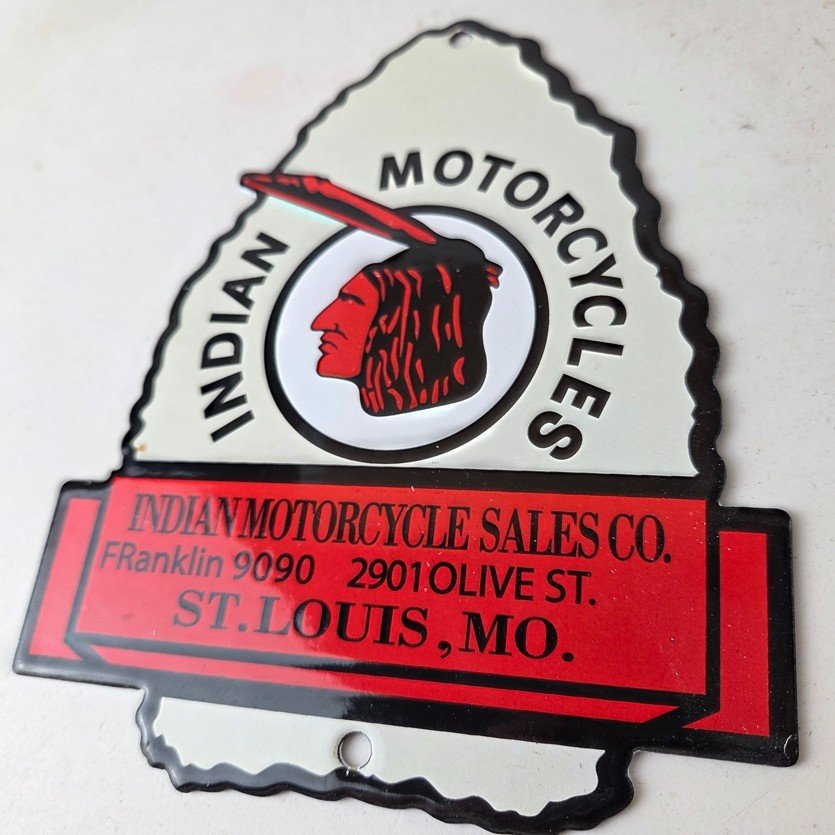 INDIAN MOTORCYCLES
INDIAN MOTORCYCLE SALES CO.
FRanklin 9090 2901 OLIVE ST.
ST. LOUIS, MO.